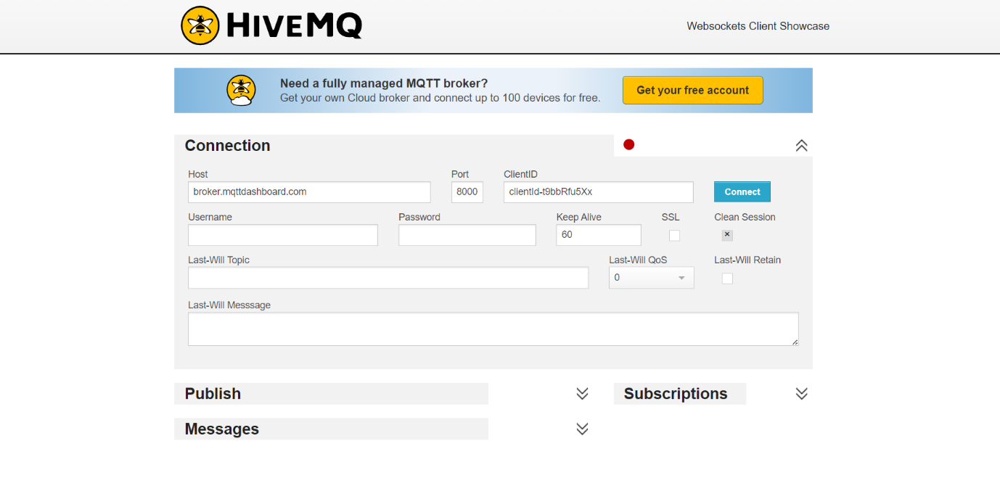 HIVEMQ
Websockets Client Showcase
Need a fully managed MQTT broker?
Get your own Cloud broker and connect up to 100 devices for free.
Get your free account
Connection
Host
Port
ClientID
broker.mqttdashboard.com
8000
clientId-t9bbRfu5Xx
Connect
Username
Password
Keep Alive
SSL
Clean Session
60
Last-Will Topic
Last-Will QoS
Last-Will Retain
0
Last-Will Messsage
Publish
Subscriptions
Messages